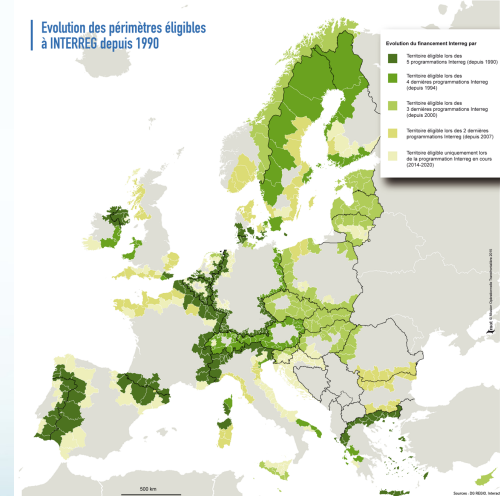 Evolution des périmètres éligibles
à INTERREG depuis 1990
Evolution du financement Interreg par
Territoire éligible lors des
5 programmations Interreg (depuis 1990)
Territoire éligible lors des
4 dernières programmations Interreg
(depuis 1994)
Territoire éligible lors des
3 dernières programmations Interreg
(depuis 2000)
Territoire éligible lors des 2 dernières
programmations Interreg (depuis 2007)
Territoire éligible uniquement lors
de la programmation Interreg en cours
(2014-2020)
500 km
Sources : DG REGIO, Interact